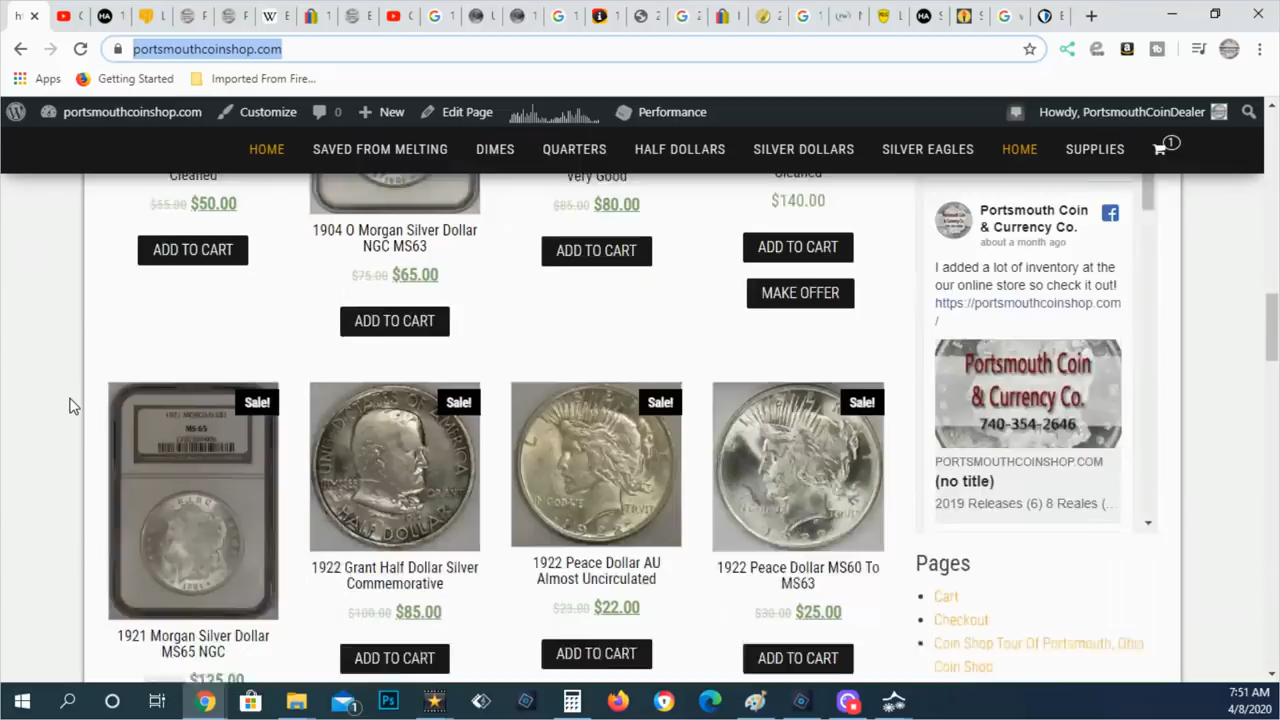 portsmouthcoinshop.com
Apps
Getting Started
Imported From Fire...
portsmouthcoinshop.com
Customize
0
New
Edit Page
Performance
Howdy, PortsmouthCoinDealer
HOME
SAVED FROM MELTING
DIMES
QUARTERS
HALF DOLLARS
SILVER DOLLARS
SILVER EAGLES
HOME
SUPPLIES
1
Cleaned
$55.00 $50.00
ADD TO CART
1904 O Morgan Silver Dollar
NGC MS63
$75.00 $65.00
ADD TO CART
Very Good
$85.00 $80.00
ADD TO CART
Cleaned
$140.00
ADD TO CART
MAKE OFFER
Portsmouth Coin
& Currency Co.
about a month ago
I added a lot of inventory at the
our online store so check it out!
https://portsmouthcoinshop.com
/
Portsmouth Coin
& Currency Co.
740-354-2646
PORTSMOUTHCOINSHOP.COM
(no title)
2019 Releases (6) 8 Reales (...
Sale!
MS 65
1921 Morgan Silver Dollar
MS65 NGC
$125.00
Sale!
HALF DOLLAR
1922 Grant Half Dollar Silver
Commemorative
$100.00 $85.00
ADD TO CART
Sale!
1922 Peace Dollar AU
Almost Uncirculated
$23.00 $22.00
ADD TO CART
Sale!
1922 Peace Dollar MS60 To
MS63
$30.00 $25.00
ADD TO CART
Pages
Cart
Checkout
Coin Shop Tour Of Portsmouth, Ohio
Coin Shop
7:51 AM
4/8/2020